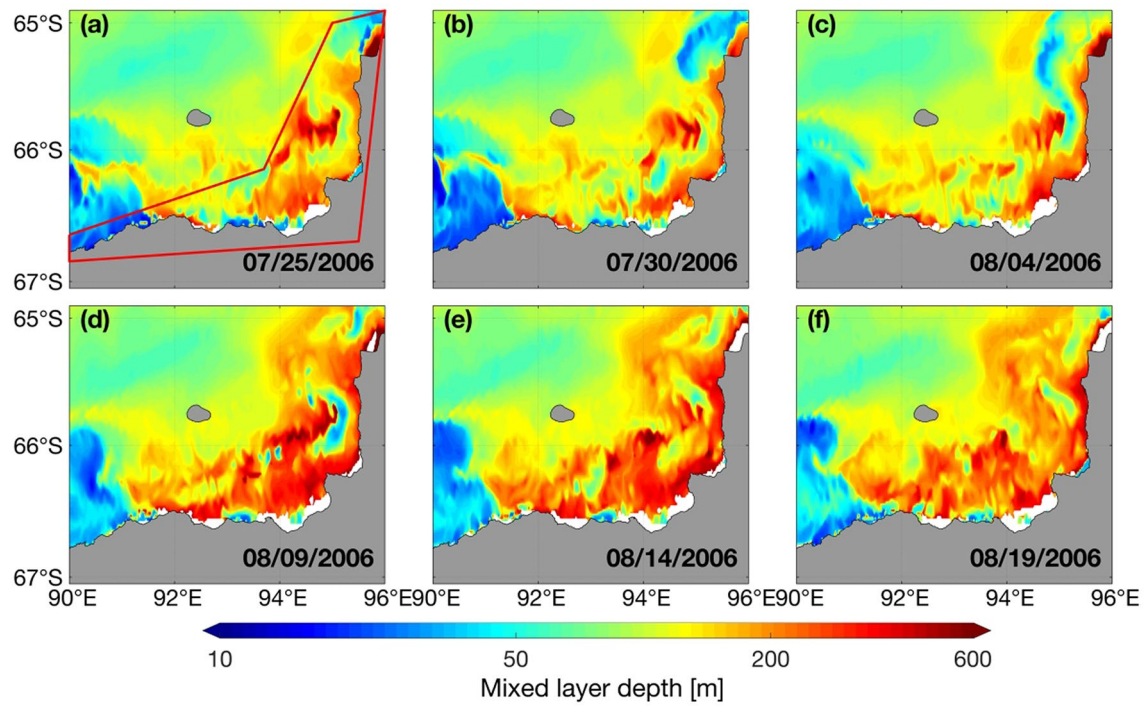 (a)
(b)
(c)
65°S
66°S
67°S
07/25/2006
07/30/2006
08/04/2006
(d)
(e)
(f)
65°S
66°S
67°S
08/09/2006
08/14/2006
08/19/2006
90°E 92°E 94°E 96°E90°E 92°E 94°E 96°E90°E 92°E 94°E 96°E
10 50 200 600
Mixed layer depth [m]